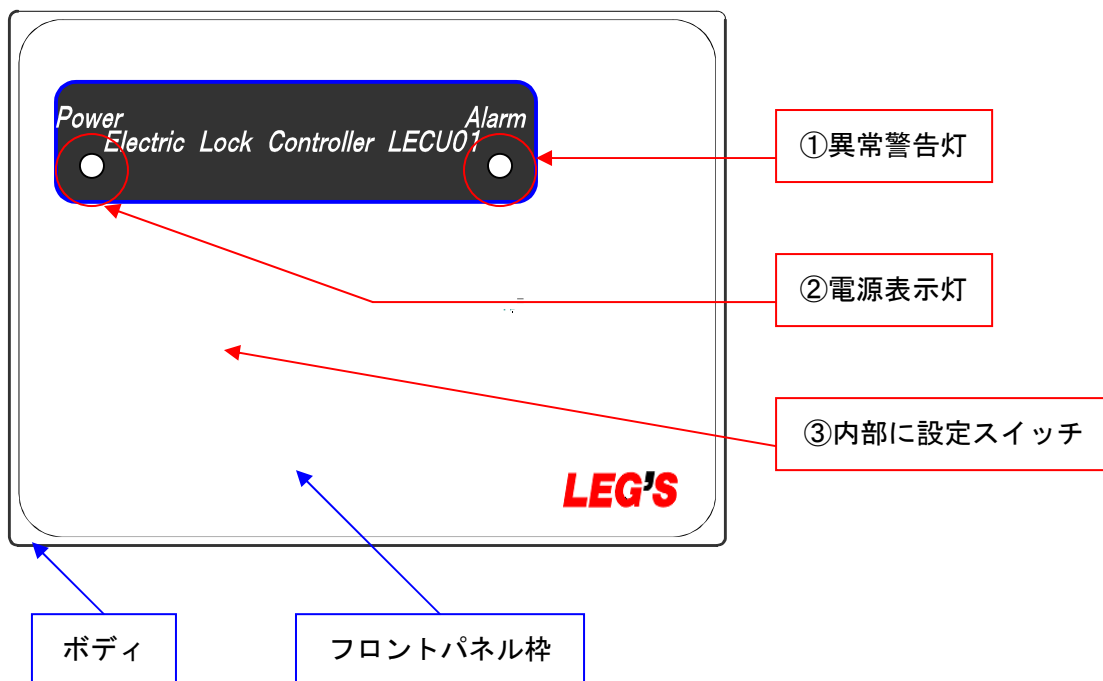 Power
Alarm
Electric Lock Controller LECU01
①異常警告灯
②電源表示灯
③内部に設定スイッチ
LEG'S
ボディ
フロントパネル枠